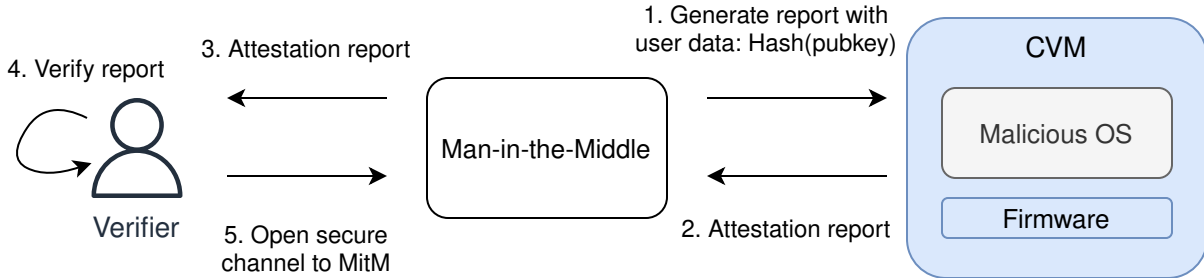 1. Generate report with
user data: Hash(pubkey)
CVM
3. Attestation report
4. Verify report
Man-in-the-Middle
Malicious OS
Verifier
5. Open secure
channel to MitM
2. Attestation report
Firmware